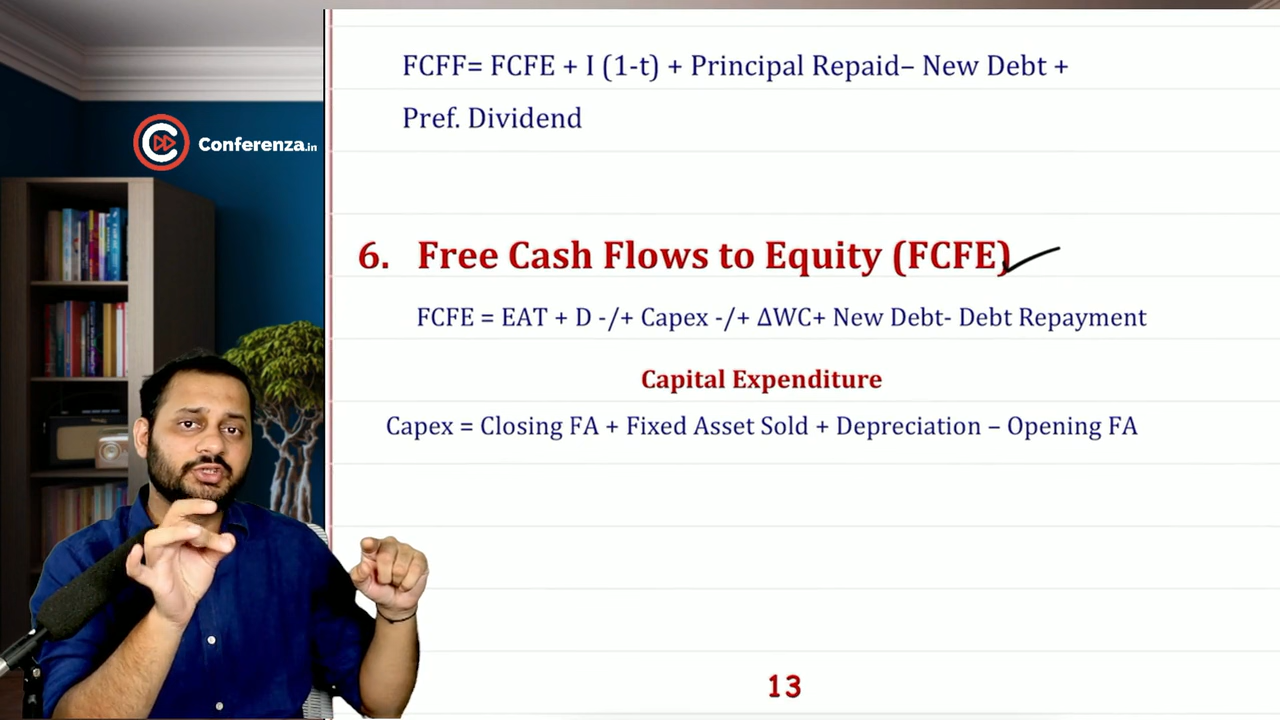 Conferenza.in
FCFF= FCFE + I (1-t) + Principal Repaid– New Debt +
Pref. Dividend
6. Free Cash Flows to Equity (FCFE)
FCFE = EAT + D -/+ Capex -/+ ΔWC+ New Debt- Debt Repayment
Capital Expenditure
Capex = Closing FA + Fixed Asset Sold + Depreciation – Opening FA
13